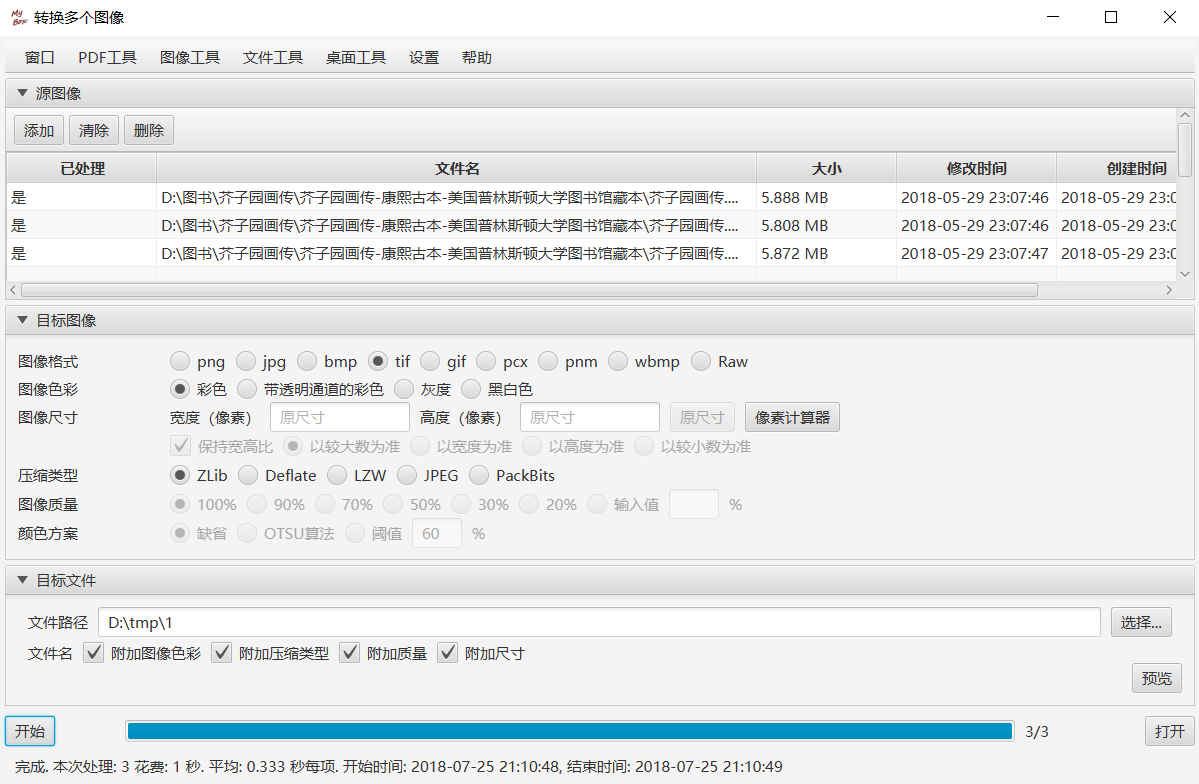 My Box 转换多个图像
窗口 PDF工具 图像工具 文件工具 桌面工具 设置 帮助
源图像
添加 清除 删除
已处理 文件名 大小 修改时间 创建时间
是 D:\图书\芥子园画传\芥子园画传-康熙古本-美国普林斯顿大学图书馆藏本\芥子园画传.... 5.888 MB 2018-05-29 23:07:46 2018-05-29 23:0
是 D:\图书\芥子园画传\芥子园画传-康熙古本-美国普林斯顿大学图书馆藏本\芥子园画传.... 5.808 MB 2018-05-29 23:07:46 2018-05-29 23:0
是 D:\图书\芥子园画传\芥子园画传-康熙古本-美国普林斯顿大学图书馆藏本\芥子园画传.... 5.872 MB 2018-05-29 23:07:47 2018-05-29 23:0
目标图像
图像格式 png jpg bmp tif gif pcx pnm wbmp Raw
图像色彩 彩色 带透明通道的彩色 灰度 黑白色
图像尺寸 宽度（像素） 原尺寸 高度（像素） 原尺寸 原尺寸 像素计算器
保持宽高比 以较大数为准 以宽度为准 以高度为准 以较小数为准
压缩类型 ZLib Deflate LZW JPEG PackBits
图像质量 100% 90% 70% 50% 30% 20% 输入值 %
颜色方案 缺省 OTSU算法 阈值 60 %
目标文件
文件路径 D:\tmp\1 选择...
文件名 附加图像色彩 附加压缩类型 附加质量 附加尺寸
预览
开始 3/3 打开
完成. 本次处理: 3 花费: 1 秒. 平均: 0.333 秒每项. 开始时间: 2018-07-25 21:10:48, 结束时间: 2018-07-25 21:10:49